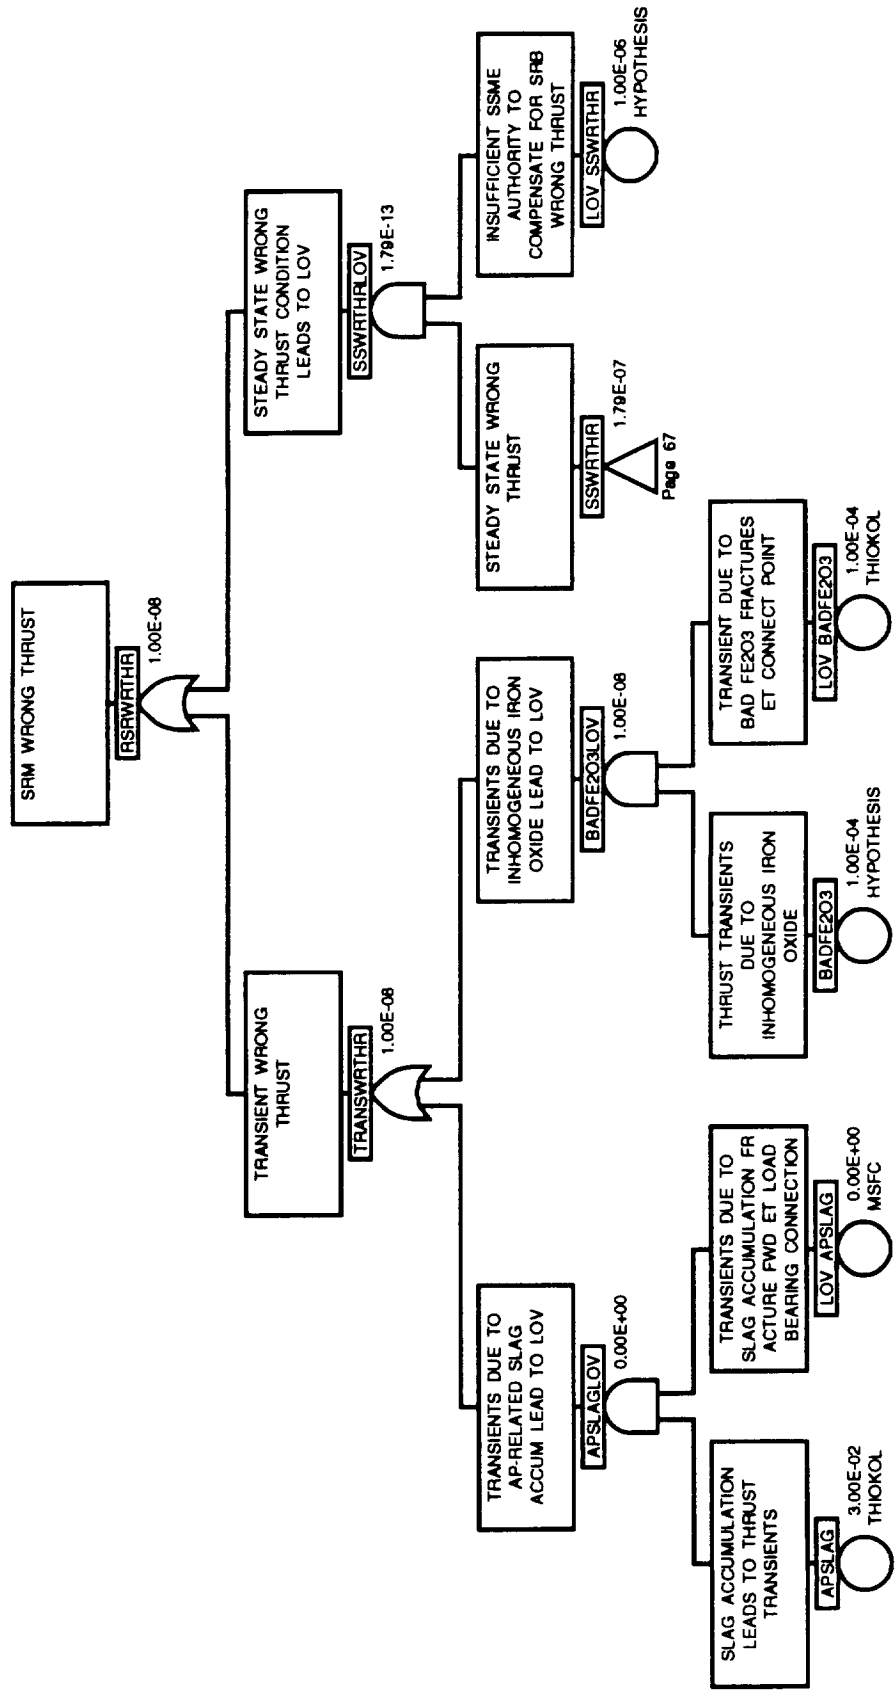 SRM WRONG THRUST
RSRWRTHR
1.00E-08
TRANSIENT WRONG
THRUST
TRANSWRTHR
1.00E-08
STEADY STATE WRONG
THRUST CONDITION
LEADS TO LOV
SSWRTHRLOV
1.79E-13
TRANSIENTS DUE TO
AP-RELATED SLAG
ACCUM LEAD TO LOV
APSLAGLOV
0.00E+00
TRANSIENTS DUE TO
INHOMOGENEOUS IRON
OXIDE LEAD TO LOV
BADFE2O3LOV
1.00E-08
STEADY STATE WRONG
THRUST
SSWRTHR
1.79E-07
Page 67
INSUFFICIENT SSME
AUTHORITY TO
COMPENSATE FOR SRB
WRONG THRUST
LOV SSWRTHR
1.00E-06
HYPOTHESIS
SLAG ACCUMULATION
LEADS TO THRUST
TRANSIENTS
APSLAG
3.00E-02
THIOKOL
TRANSIENTS DUE TO
SLAG ACCUMULATION FR
ACTURE FWD ET LOAD
BEARING CONNECTION
LOV APSLAG
0.00E+00
MSFC
THRUST TRANSIENTS
DUE TO
INHOMOGENEOUS IRON
OXIDE
BADFE2O3
1.00E-04
HYPOTHESIS
TRANSIENT DUE TO
BAD FE2O3 FRACTURES
ET CONNECT POINT
LOV BADFE2O3
1.00E-04
THIOKOL